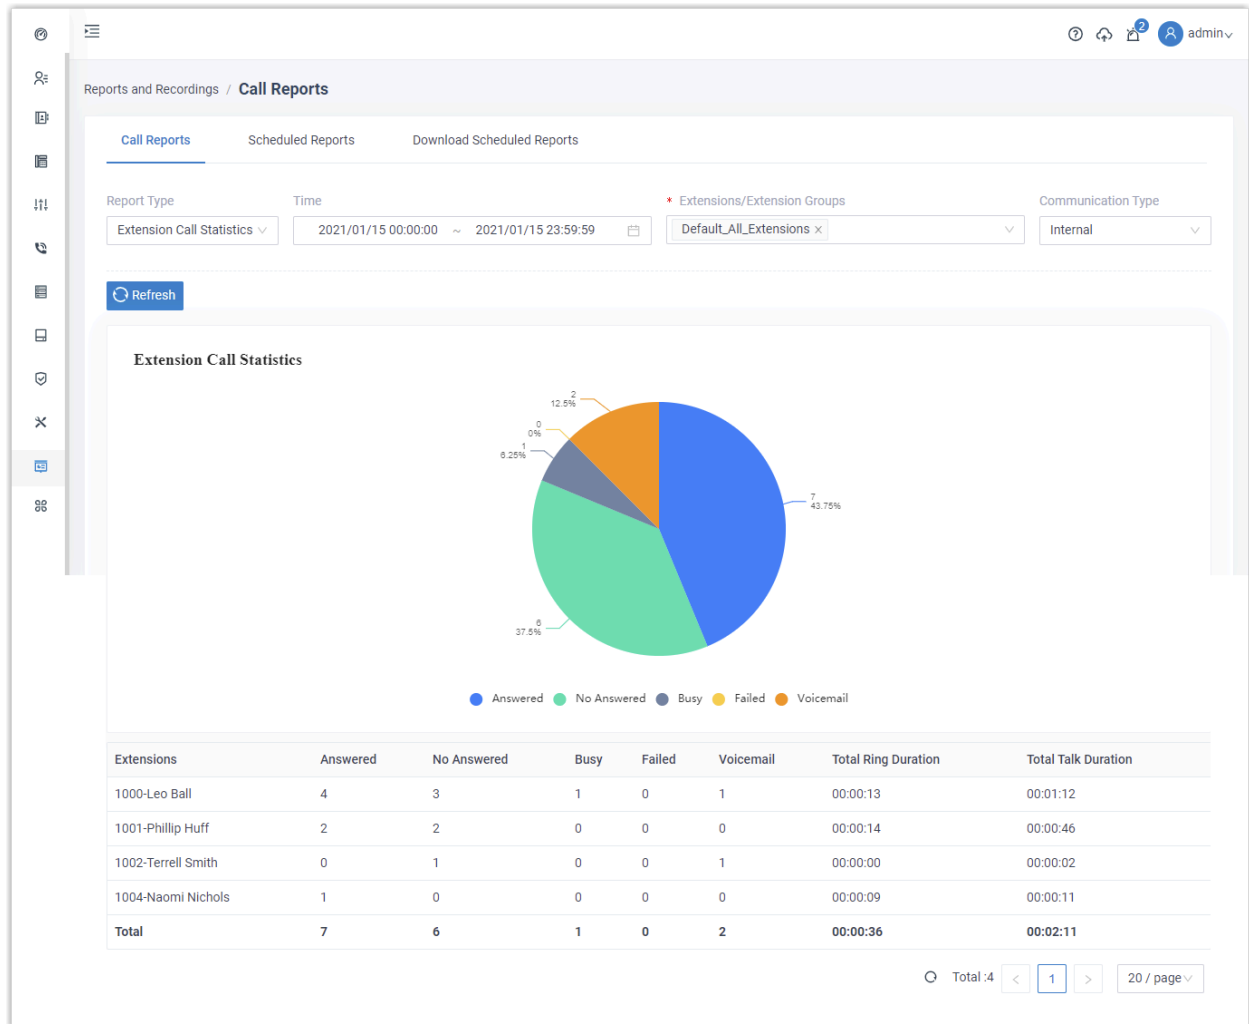 2
admin
Reports and Recordings / Call Reports
Call Reports Scheduled Reports Download Scheduled Reports
Report Type Time * Extensions/Extension Groups Communication Type
Extension Call Statistics 2021/01/15 00:00:00 ~ 2021/01/15 23:59:59 Default_All_Extensions x Internal
Refresh
Extension Call Statistics
2
12.5%
0
0%
1
6.25%
7
43.75%
6
37.5%
Answered No Answered Busy Failed Voicemail
Extensions Answered No Answered Busy Failed Voicemail Total Ring Duration Total Talk Duration
1000-Leo Ball 4 3 1 0 1 00:00:13 00:01:12
1001-Phillip Huff 2 2 0 0 0 00:00:14 00:00:46
1002-Terrell Smith 0 1 0 0 1 00:00:00 00:00:02
1004-Naomi Nichols 1 0 0 0 0 00:00:09 00:00:11
Total 7 6 1 0 2 00:00:36 00:02:11
Total :4 < 1 > 20 / page